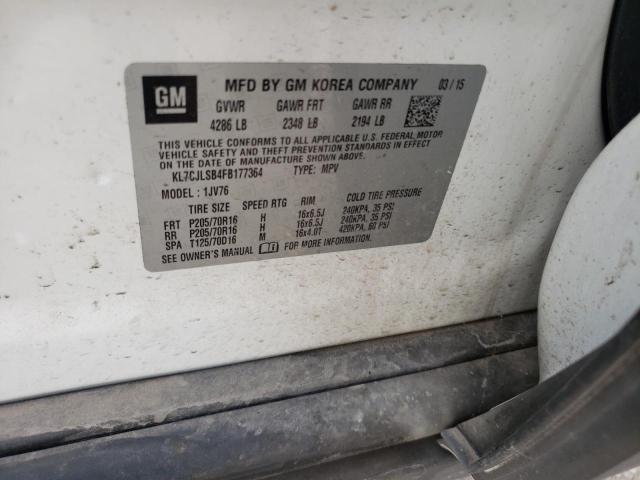 GM MFD BY GM KOREA COMPANY 03/15
GVWR GAWR FRT GAWR RR
4286 LB 2348 LB 2194 LB
THIS VEHICLE CONFORMS TO ALL APPLICABLE U.S. FEDERAL MOTOR
VEHICLE SAFETY, BUMPER, AND THEFT PREVENTION STANDARDS IN EFFECT
ON THE DATE OF MANUFACTURE SHOWN ABOVE.
KL7CJLSB4FB177364 TYPE: MPV
MODEL: 1JV76
TIRE SIZE SPEED RTG RIM COLD TIRE PRESSURE
FRT P205/70R16 H 16x6.5J 240KPA, 35 PSI
RR P205/70R16 H 16x6.5J 240KPA, 35 PSI
SPA T125/70D16 M 16x4.0T 420KPA, 60 PSI
SEE OWNER'S MANUAL FOR MORE INFORMATION.